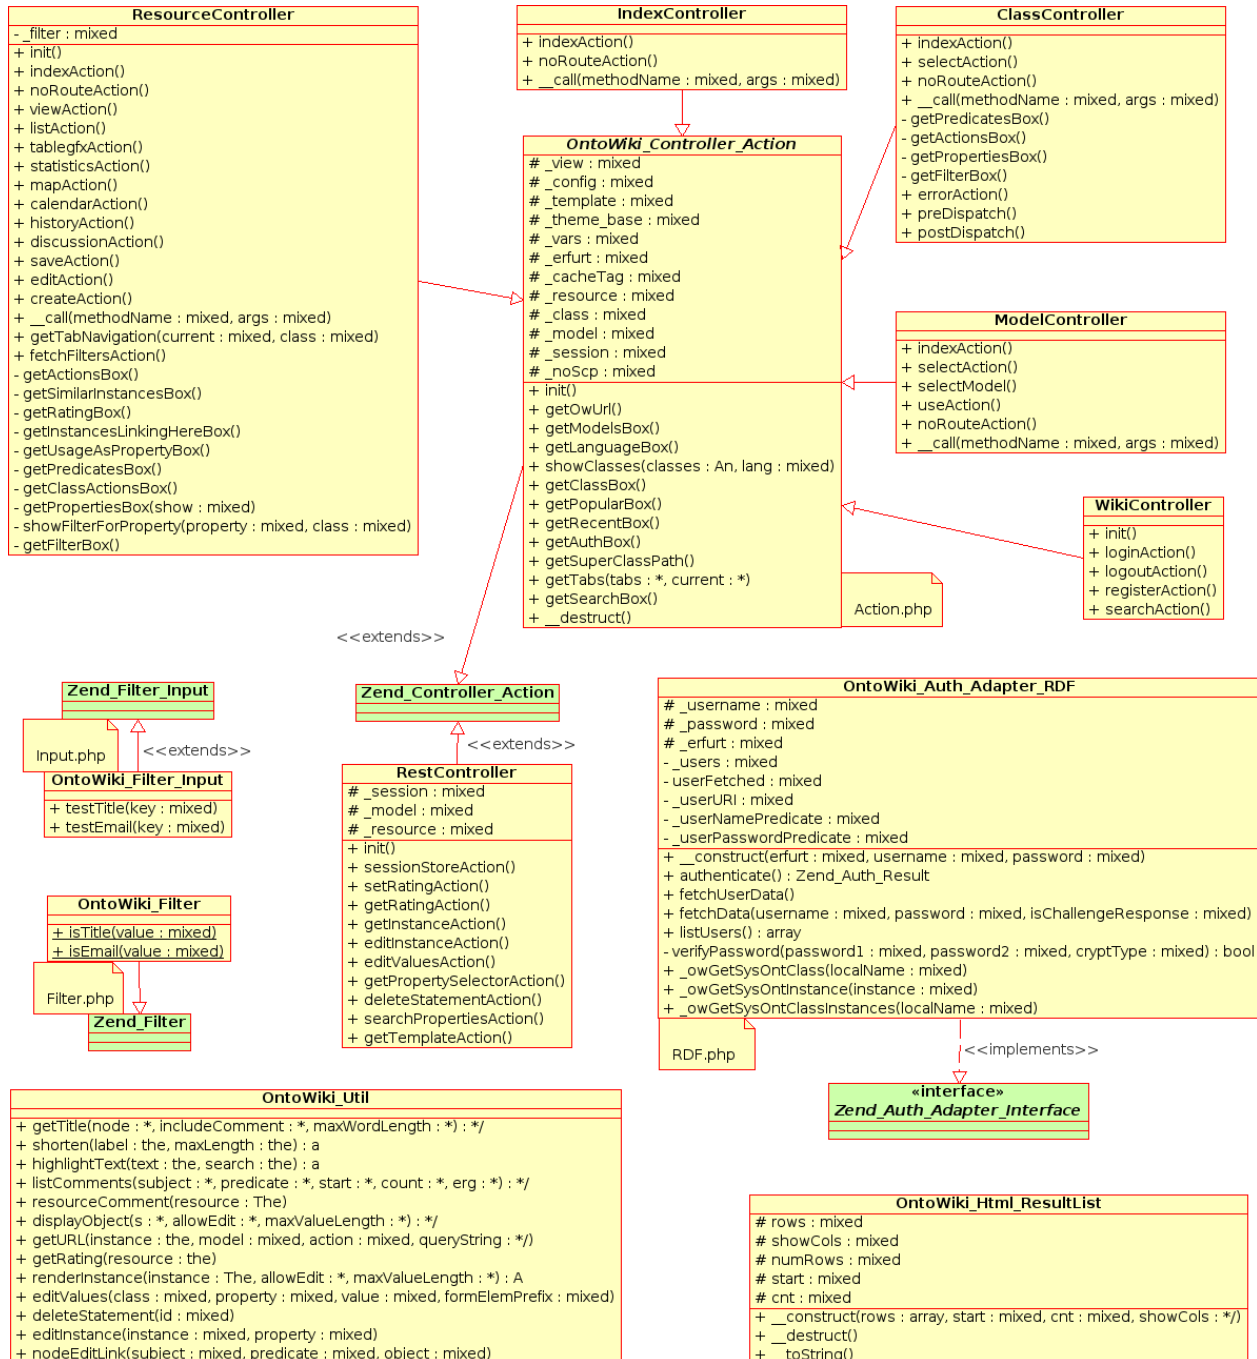 ResourceController
- _filter : mixed
+ init()
+ indexAction()
+ noRouteAction()
+ viewAction()
+ listAction()
+ tablegfxAction()
+ statisticsAction()
+ mapAction()
+ calendarAction()
+ historyAction()
+ discussionAction()
+ saveAction()
+ editAction()
+ createAction()
+ __call(methodName : mixed, args : mixed)
+ getTabNavigation(current : mixed, class : mixed)
+ fetchFiltersAction()
- getActionsBox()
- getSimilarInstancesBox()
- getRatingBox()
- getInstancesLinkingHereBox()
- getUsageAsPropertyBox()
- getPredicatesBox()
- getClassActionsBox()
- getPropertiesBox(show : mixed)
- showFilterForProperty(property : mixed, class : mixed)
- getFilterBox()
IndexController
+ indexAction()
+ noRouteAction()
+ __call(methodName : mixed, args : mixed)
OntoWiki_Controller_Action
# _view : mixed
# _config : mixed
# _template : mixed
# _theme_base : mixed
# _vars : mixed
# _erfurt : mixed
# _cacheTag : mixed
# _resource : mixed
# _class : mixed
# _model : mixed
# _session : mixed
# _noScp : mixed
+ init()
+ getOwUrl()
+ getModelsBox()
+ getLanguageBox()
+ showClasses(classes : An, lang : mixed)
+ getClassBox()
+ getPopularBox()
+ getRecentBox()
+ getAuthBox()
+ getSuperClassPath()
+ getTabs(tabs : *, current : *)
+ getSearchBox()
+ __destruct()
Action.php
ClassController
+ indexAction()
+ selectAction()
+ noRouteAction()
+ __call(methodName : mixed, args : mixed)
- getPredicatesBox()
- getActionsBox()
- getPropertiesBox()
- getFilterBox()
+ errorAction()
+ preDispatch()
+ postDispatch()
ModelController
+ indexAction()
+ selectAction()
+ selectModel()
+ useAction()
+ noRouteAction()
+ __call(methodName : mixed, args : mixed)
WikiController
+ init()
+ loginAction()
+ logoutAction()
+ registerAction()
+ searchAction()
<<extends>>
Zend_Filter_Input
Input.php
<<extends>>
OntoWiki_Filter_Input
+ testTitle(key : mixed)
+ testEmail(key : mixed)
OntoWiki_Filter
+ isTitle(value : mixed)
+ isEmail(value : mixed)
Filter.php
Zend_Filter
Zend_Controller_Action
<<extends>>
RestController
# _session : mixed
# _model : mixed
# _resource : mixed
+ init()
+ sessionStoreAction()
+ setRatingAction()
+ getRatingAction()
+ getInstanceAction()
+ editInstanceAction()
+ editValuesAction()
+ getPropertySelectorAction()
+ deleteStatementAction()
+ searchPropertiesAction()
+ getTemplateAction()
OntoWiki_Auth_Adapter_RDF
# _username : mixed
# _password : mixed
# _erfurt : mixed
- _users : mixed
- userFetched : mixed
- _userURI : mixed
- _userNamePredicate : mixed
- _userPasswordPredicate : mixed
+ __construct(erfurt : mixed, username : mixed, password : mixed)
+ authenticate() : Zend_Auth_Result
+ fetchUserData()
+ fetchData(username : mixed, password : mixed, isChallengeResponse : mixed)
+ listUsers() : array
- verifyPassword(password1 : mixed, password2 : mixed, cryptType : mixed) : bool
+ _owGetSysOntClass(localName : mixed)
+ _owGetSysOntInstance(instance : mixed)
+ _owGetSysOntClassInstances(localName : mixed)
RDF.php
<<implements>>
«interface»
Zend_Auth_Adapter_Interface
OntoWiki_Util
+ getTitle(node : *, includeComment : *, maxWordLength : *) : */
+ shorten(label : the, maxLength : the) : a
+ highlightText(text : the, search : the) : a
+ listComments(subject : *, predicate : *, start : *, count : *, erg : *) : */
+ resourceComment(resource : The)
+ displayObject(s : *, allowEdit : *, maxValueLength : *) : */
+ getURL(instance : the, model : mixed, action : mixed, queryString : */)
+ getRating(resource : the)
+ renderInstance(instance : The, allowEdit : *, maxValueLength : *) : A
+ editValues(class : mixed, property : mixed, value : mixed, formElemPrefix : mixed)
+ deleteStatement(id : mixed)
+ editInstance(instance : mixed, property : mixed)
+ nodeEditLink(subject : mixed, predicate : mixed, object : mixed)
OntoWiki_Html_ResultList
# rows : mixed
# showCols : mixed
# numRows : mixed
# start : mixed
# cnt : mixed
+ __construct(rows : array, start : mixed, cnt : mixed, showCols : */)
+ __destruct()
+ __toString()